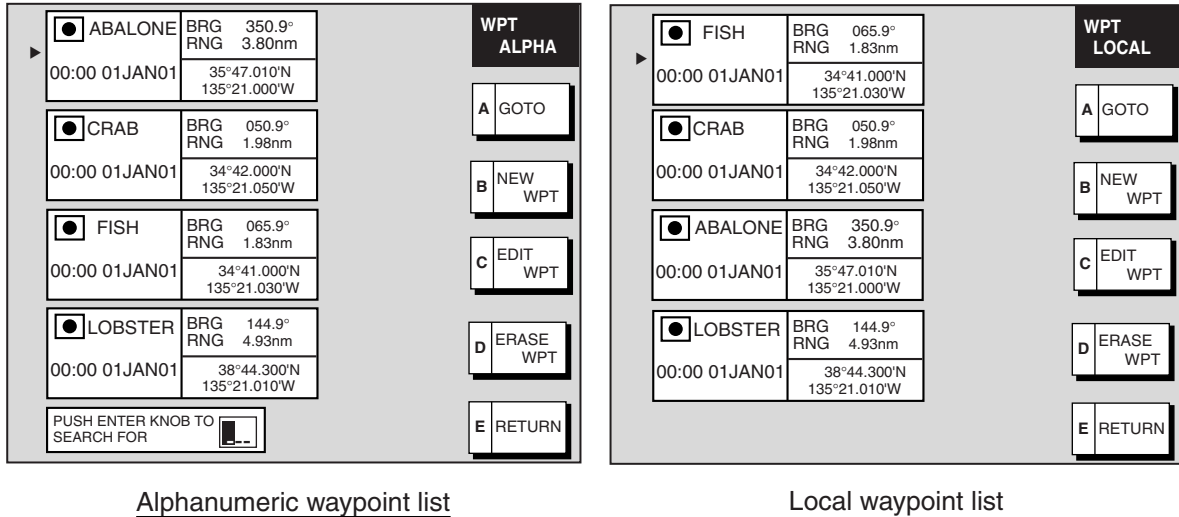 ABALONE BRG 350.9°
RNG 3.80nm
00:00 01JAN01 35°47.010'N
135°21.000'W
CRAB BRG 050.9°
RNG 1.98nm
00:00 01JAN01 34°42.000'N
135°21.050'W
FISH BRG 065.9°
RNG 1.83nm
00:00 01JAN01 34°41.000'N
135°21.030'W
LOBSTER BRG 144.9°
RNG 4.93nm
00:00 01JAN01 38°44.300'N
135°21.010'W
PUSH ENTER KNOB TO
SEARCH FOR _--
WPT
ALPHA
A GOTO
B NEW
WPT
C EDIT
WPT
D ERASE
WPT
E RETURN
Alphanumeric waypoint list
FISH BRG 065.9°
RNG 1.83nm
00:00 01JAN01 34°41.000'N
135°21.030'W
CRAB BRG 050.9°
RNG 1.98nm
00:00 01JAN01 34°42.000'N
135°21.050'W
ABALONE BRG 350.9°
RNG 3.80nm
00:00 01JAN01 35°47.010'N
135°21.000'W
LOBSTER BRG 144.9°
RNG 4.93nm
00:00 01JAN01 38°44.300'N
135°21.010'W
WPT
LOCAL
A GOTO
B NEW
WPT
C EDIT
WPT
D ERASE
WPT
E RETURN
Local waypoint list